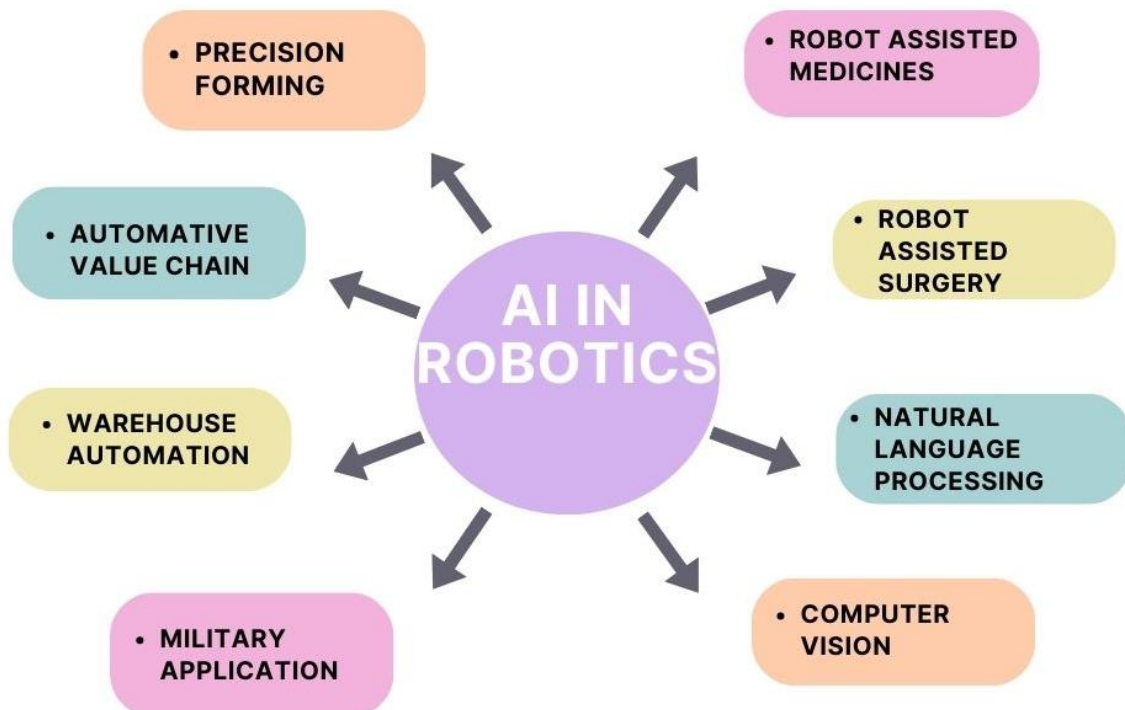 • PRECISION
FORMING
• ROBOT ASSISTED
MEDICINES
• AUTOMATIVE
VALUE CHAIN
• ROBOT
ASSISTED
SURGERY
AI IN
ROBOTICS
• WAREHOUSE
AUTOMATION
• NATURAL
LANGUAGE
PROCESSING
• MILITARY
APPLICATION
• COMPUTER
VISION